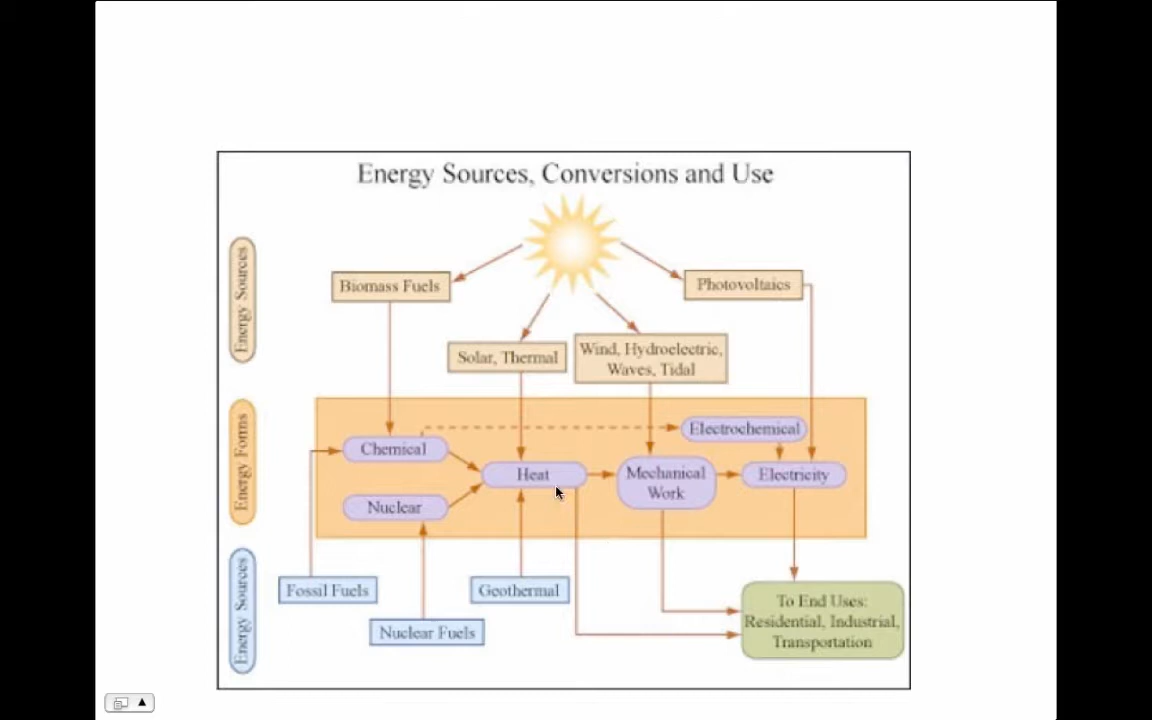 Energy Sources, Conversions and Use
Energy Sources
Biomass Fuels
Photovoltaics
Solar, Thermal
Wind, Hydroelectric,
Waves, Tidal
Energy Forms
Electrochemical
Chemical
Heat
Mechanical
Work
Electricity
Nuclear
Energy Sources
Fossil Fuels
Geothermal
Nuclear Fuels
To End Uses:
Residential, Industrial,
Transportation